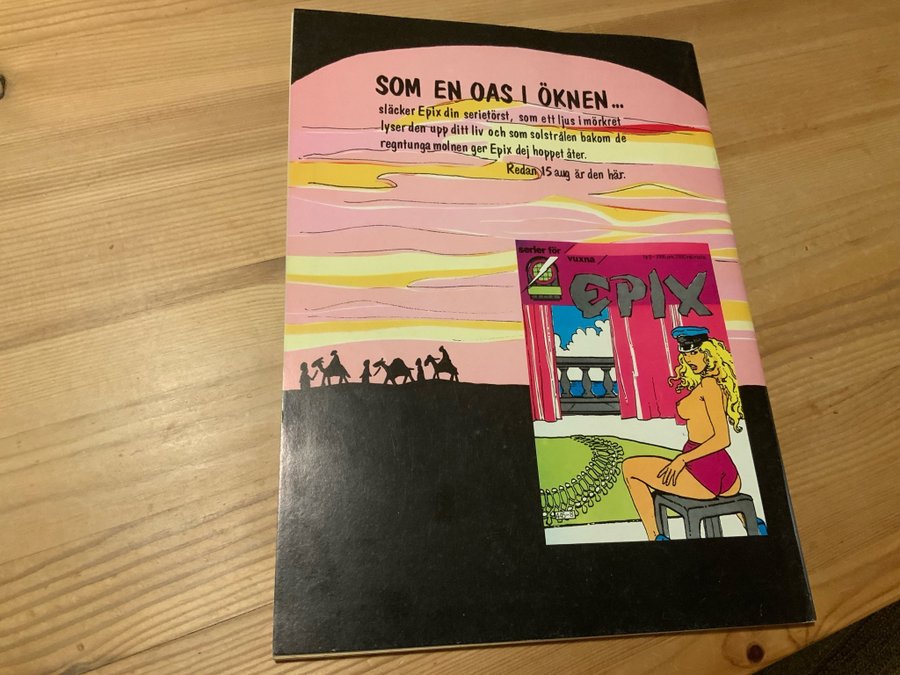 SOM EN OAS I ÖKNEN...
släcker Epix din serietörst, som ett ljus i mörkret
lyser den upp ditt liv och som solstrålen bakom de
regntunga molnen ger Epix dej hoppet åter.
Redan 15 aug är den här.
serier för
vuxna
EPIX